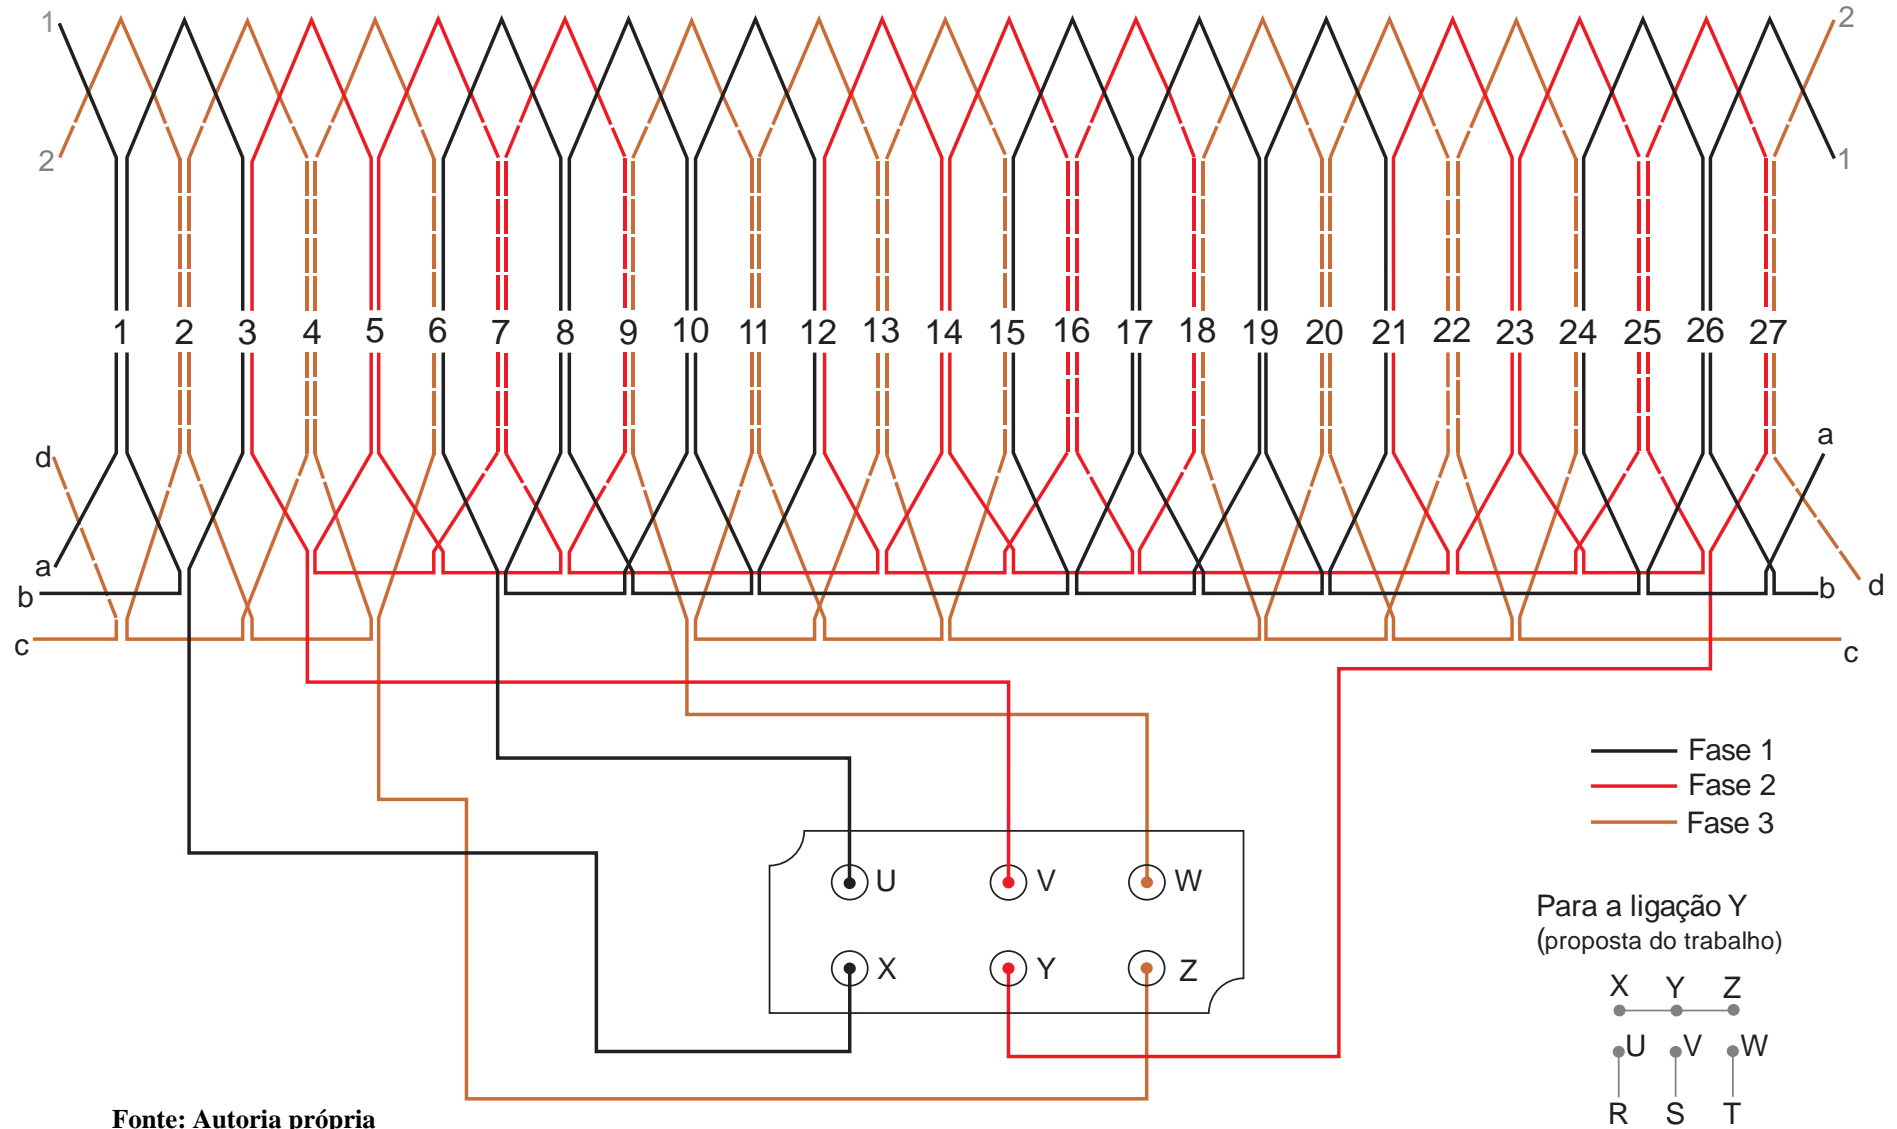 1 2
2 1
1 2 3 4 5 6 7 8 9 10 11 12 13 14 15 16 17 18 19 20 21 22 23 24 25 26 27
a
d
a
b b d
c c
Fase 1
Fase 2
Fase 3
U V W
X Y Z
Para a ligação Y
(proposta do trabalho)
X Y Z
U V W
R S T
Fonte: Autoria própria